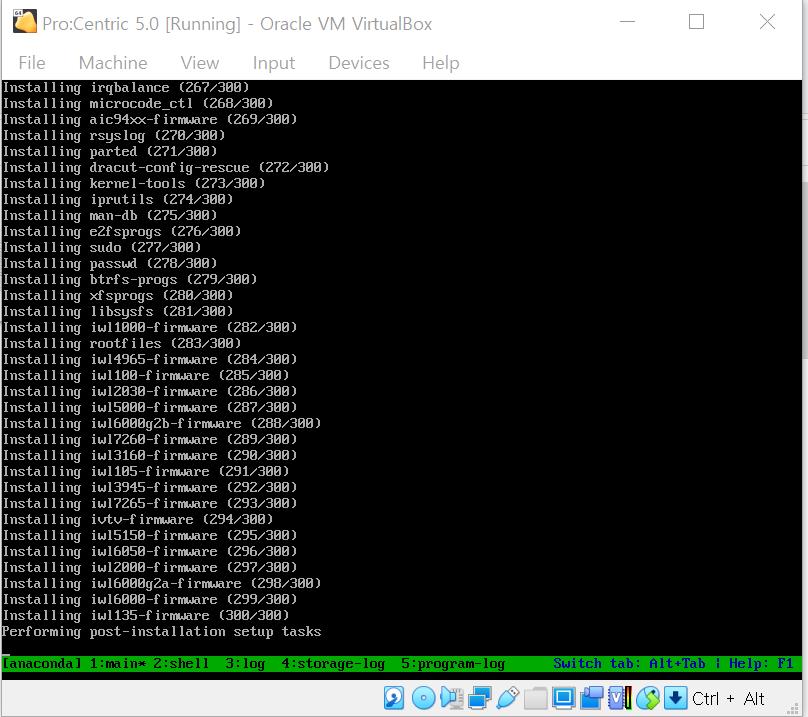 Pro:Centric 5.0 [Running] - Oracle VM VirtualBox
File Machine View Input Devices Help
Installing irqbalance (267/300)
Installing microcode_ctl (268/300)
Installing aic94xx-firmware (269/300)
Installing rsyslog (270/300)
Installing parted (271/300)
Installing dracut-config-rescue (272/300)
Installing kernel-tools (273/300)
Installing iprutils (274/300)
Installing man-db (275/300)
Installing e2fsprogs (276/300)
Installing sudo (277/300)
Installing passwd (278/300)
Installing btrfs-progs (279/300)
Installing xfsprogs (280/300)
Installing libsysfs (281/300)
Installing iwl1000-firmware (282/300)
Installing rootfiles (283/300)
Installing iwl4965-firmware (284/300)
Installing iwl100-firmware (285/300)
Installing iwl2030-firmware (286/300)
Installing iwl5000-firmware (287/300)
Installing iwl6000g2b-firmware (288/300)
Installing iwl7260-firmware (289/300)
Installing iwl3160-firmware (290/300)
Installing iwl105-firmware (291/300)
Installing iwl3945-firmware (292/300)
Installing iwl7265-firmware (293/300)
Installing ivtv-firmware (294/300)
Installing iwl5150-firmware (295/300)
Installing iwl6050-firmware (296/300)
Installing iwl2000-firmware (297/300)
Installing iwl6000g2a-firmware (298/300)
Installing iwl6000-firmware (299/300)
Installing iwl135-firmware (300/300)
Performing post-installation setup tasks
[anaconda] 1:main* 2:shell 3:log 4:storage-log 5:program-log Switch tab: Alt+Tab | Help: F1
Ctrl + Alt